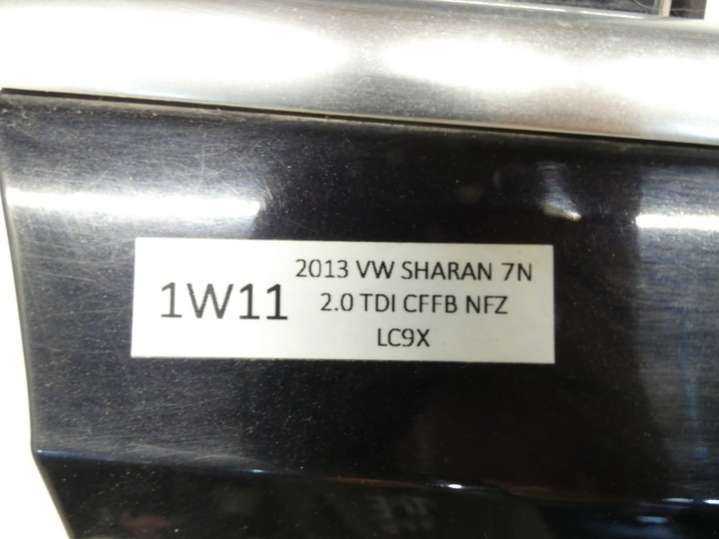 1W11
2013 VW SHARAN 7N
2.0 TDI CFFB NFZ
LC9X